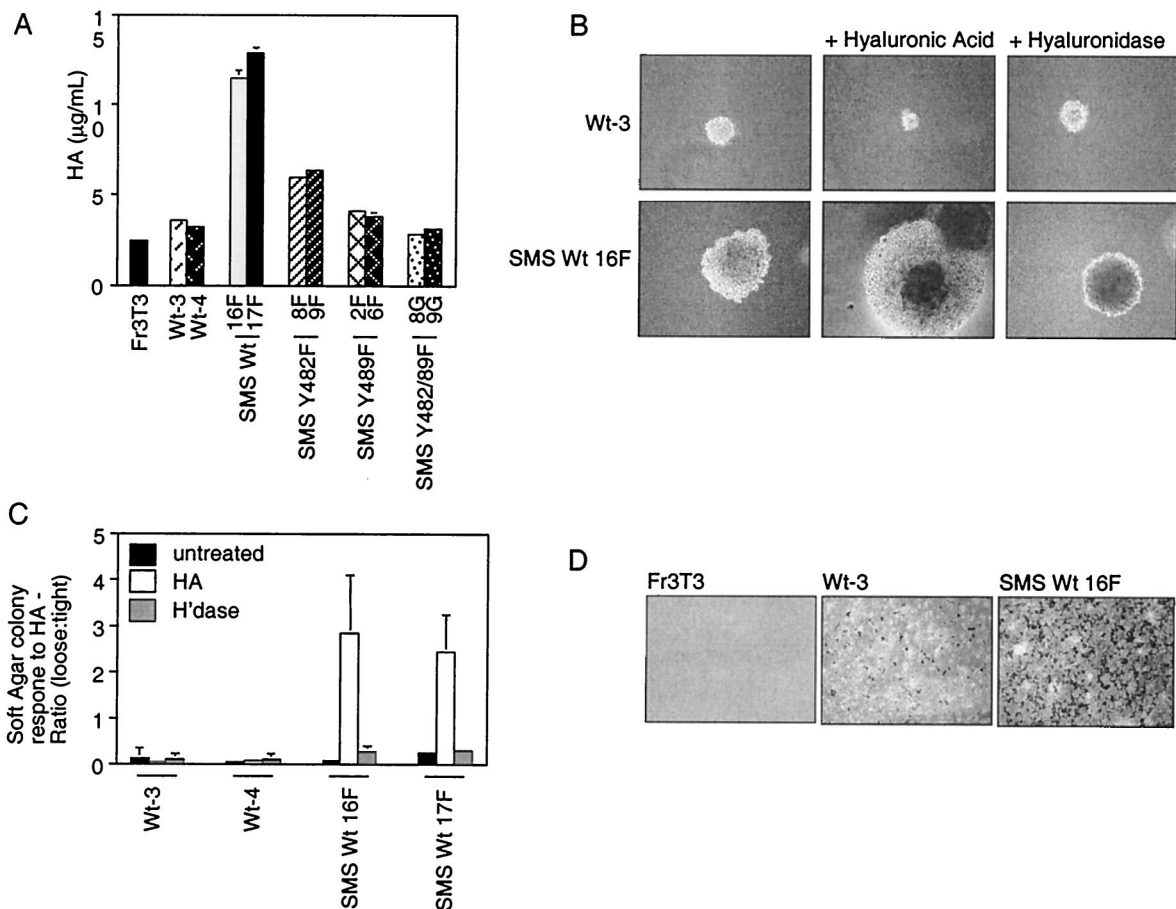 A
HA (µg/mL)
1
5
1
0
5
0
Fr3T3
Wt-3
Wt-4
16F
17F
SMS Wt
8F
9F
SMS Y482F
2F
6F
SMS Y489F
8G
9G
SMS Y482/89F
B
+ Hyaluronic Acid
+ Hyaluronidase
Wt-3
SMS Wt 16F
C
Soft Agar colony
respone to HA -
Ratio (loose:tight)
5
4
3
2
1
0
untreated
HA
H'dase
Wt-3
Wt-4
SMS Wt 16F
SMS Wt 17F
D
Fr3T3
Wt-3
SMS Wt 16F